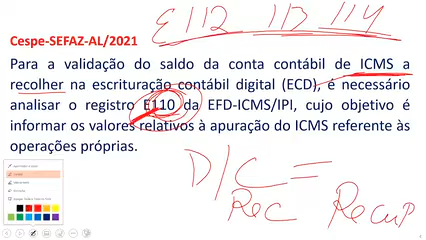 E112 113 114
Cespe-SEFAZ-AL/2021
Para a validação do saldo da conta contábil de ICMS a
recolher na escrituração contábil digital (ECD), é necessário
analisar o registro E110 da EFD-ICMS/IPI, cujo objetivo é
informar os valores relativos à apuração do ICMS referente às
operações próprias.
D/C =
Rec Recup